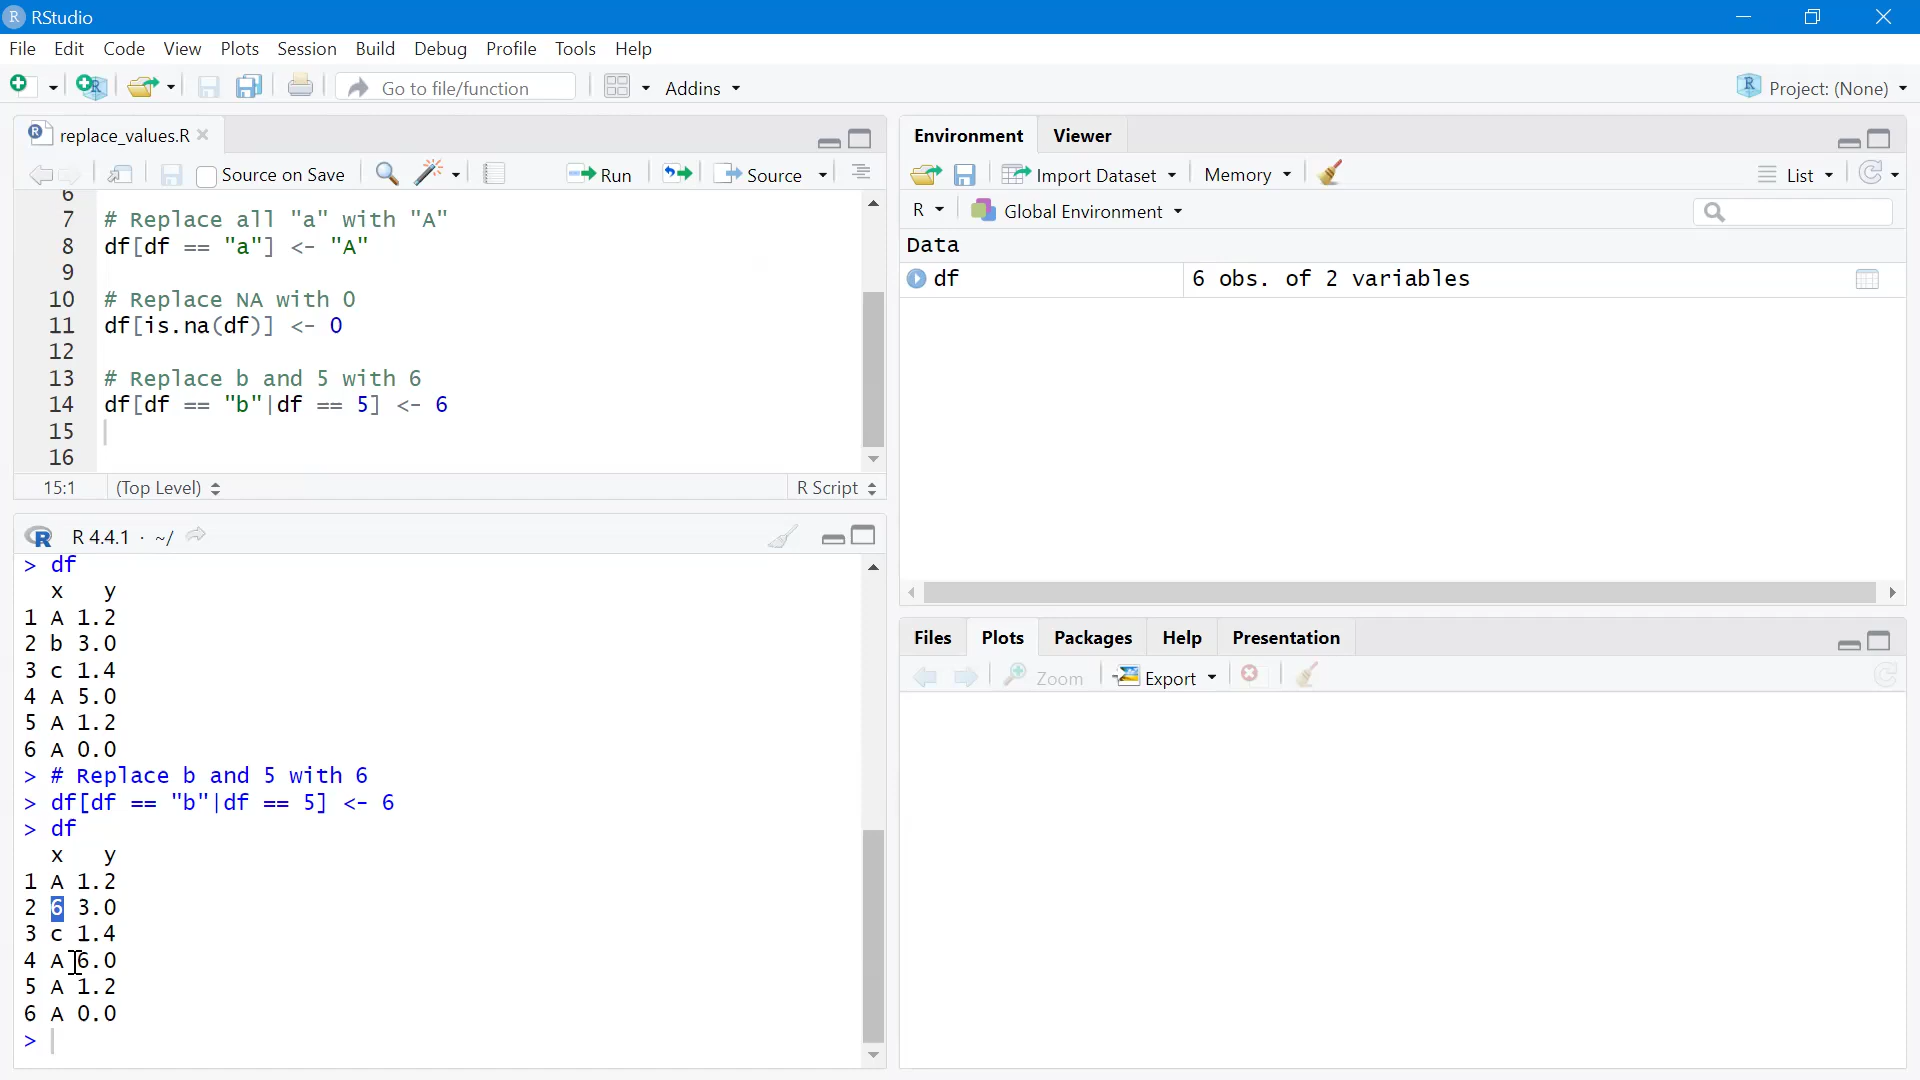 RStudio
File Edit Code View Plots Session Build Debug Profile Tools Help
Go to file/function Addins Project: (None)
replace_values.R
Source on Save Run Source
6
7 # Replace all "a" with "A"
8 df[df == "a"] <- "A"
9
10 # Replace NA with 0
11 df[is.na(df)] <- 0
12
13 # Replace b and 5 with 6
14 df[df == "b"|df == 5] <- 6
15
16
15:1 (Top Level) R Script
R 4.4.1 · ~/
> df
x y
1 A 1.2
2 b 3.0
3 c 1.4
4 A 5.0
5 A 1.2
6 A 0.0
> # Replace b and 5 with 6
> df[df == "b"|df == 5] <- 6
> df
x y
1 A 1.2
2 6 3.0
3 c 1.4
4 A 6.0
5 A 1.2
6 A 0.0
>
Environment Viewer
Import Dataset Memory List
R Global Environment
Data
df 6 obs. of 2 variables
Files Plots Packages Help Presentation
Zoom Export